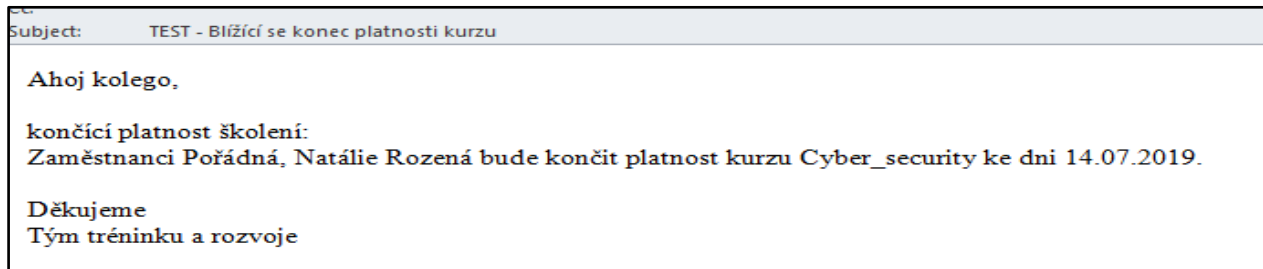 Subject: TEST - Blížící se konec platnosti kurzu
Ahoj kolego,
končící platnost školení:
Zaměstnanci Pořádná, Natálie Rozená bude končit platnost kurzu Cyber_security ke dni 14.07.2019.
Děkujeme
Tým tréninku a rozvoje